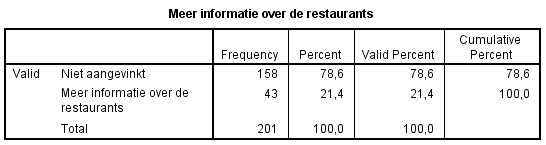 Meer informatie over de restaurants
Frequency Percent Valid Percent Cumulative Percent
Valid Niet aangevinkt 158 78,6 78,6 78,6
Meer informatie over de restaurants 43 21,4 21,4 100,0
Total 201 100,0 100,0